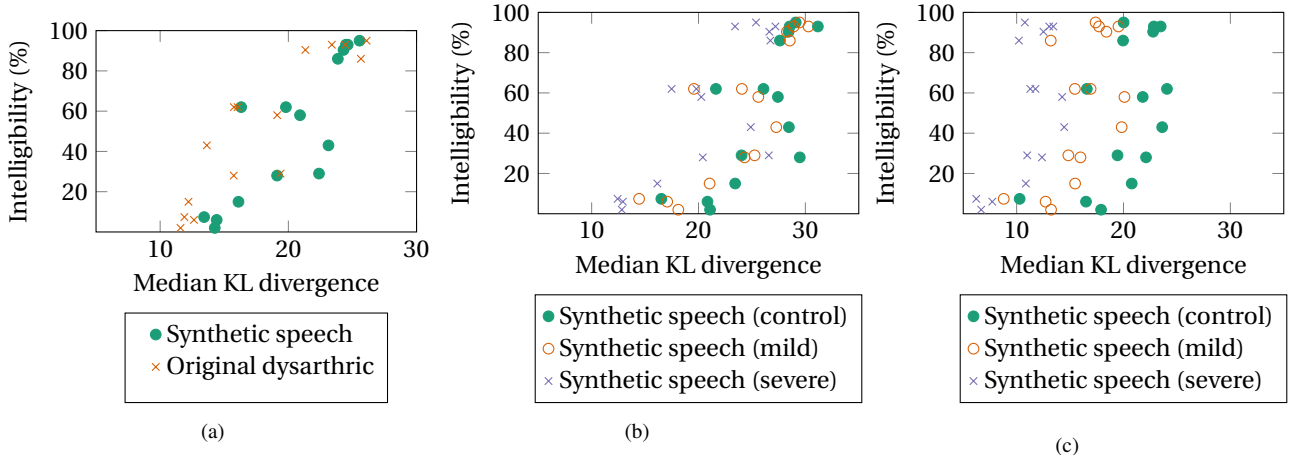 100
80
60
40
20
Intelligibility (%)
10
20
30
Median KL divergence
Synthetic speech
Original dysarthric
(a)
100
80
60
40
20
Intelligibility (%)
10
20
30
Median KL divergence
Synthetic speech (control)
Synthetic speech (mild)
Synthetic speech (severe)
(b)
100
80
60
40
20
Intelligibility (%)
10
20
30
Median KL divergence
Synthetic speech (control)
Synthetic speech (mild)
Synthetic speech (severe)
(c)